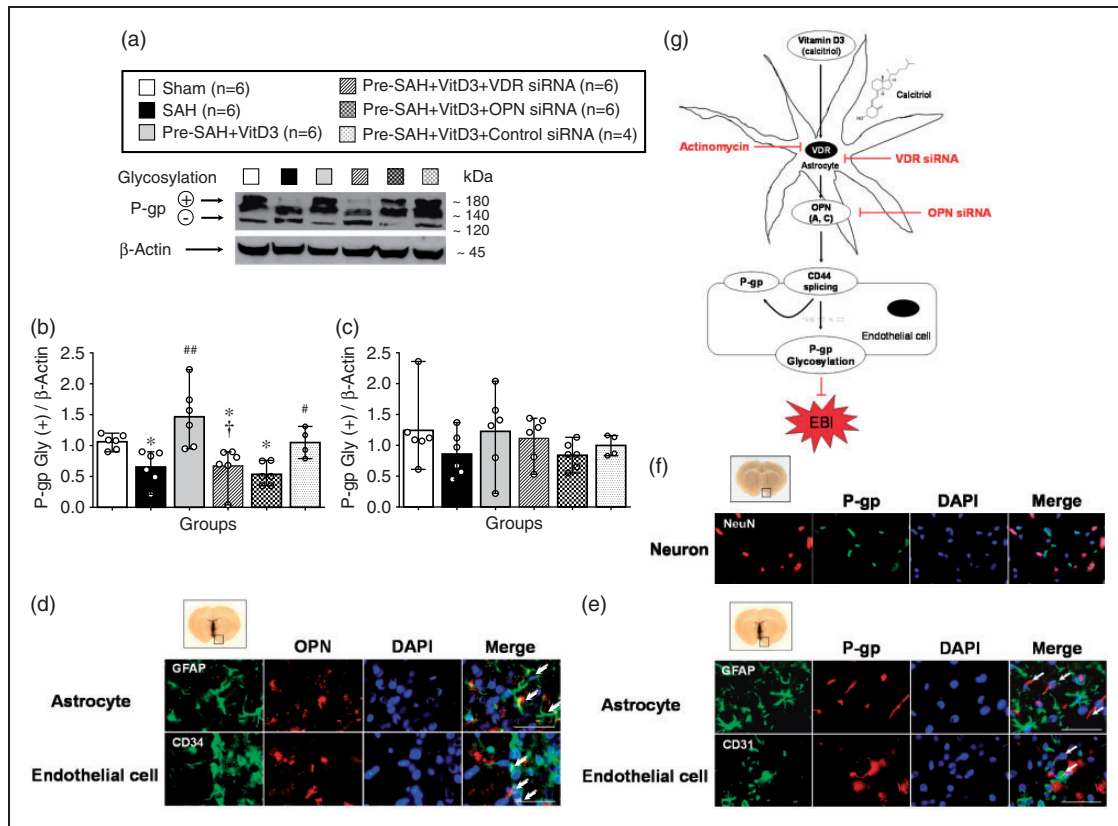 (a)
Sham (n=6)
SAH (n=6)
Pre-SAH+VitD3 (n=6)
Pre-SAH+VitD3+VDR siRNA (n=6)
Pre-SAH+VitD3+OPN siRNA (n=6)
Pre-SAH+VitD3+Control siRNA (n=4)
Glycosylation
kDa
P-gp
+
-
~ 180
~ 140
~ 120
β-Actin
~ 45
(b)
P-gp Gly (+) / β-Actin
2.5
2.0
1.5
1.0
0.5
0.0
*
##
*
‡
*
#
Groups
(c)
P-gp Gly (+) / β-Actin
2.5
2.0
1.5
1.0
0.5
0.0
Groups
(d)
OPN
DAPI
Merge
Astrocyte
GFAP
Endothelial cell
CD34
(g)
Vitamin D3
(calcitriol)
Calcitriol
HO
Actinomycin
VDR
Astrocyte
VDR siRNA
OPN
(A, C)
OPN siRNA
P-gp
CD44
splicing
Endothelial cell
P-gp
Glycosylation
EBI
(f)
P-gp
DAPI
Merge
Neuron
NeuN
(e)
P-gp
DAPI
Merge
Astrocyte
GFAP
Endothelial cell
CD31